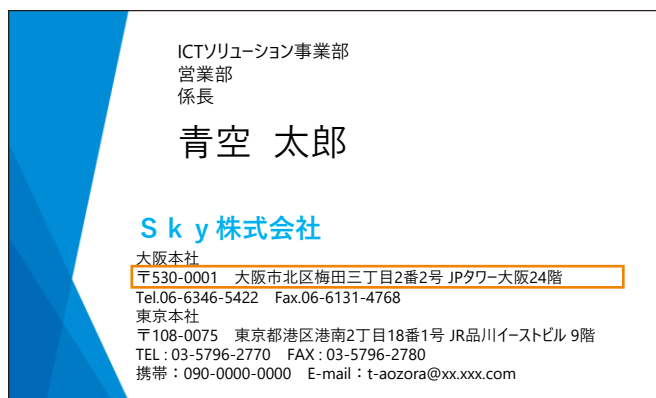 ICTソリューション事業部
営業部
係長
青空 太郎
Ｓｋｙ株式会社
大阪本社
〒530-0001　大阪市北区梅田三丁目2番2号 JPタワー大阪24階
Tel.06-6346-5422　Fax.06-6131-4768
東京本社
〒108-0075　東京都港区港南2丁目18番1号 JR品川イーストビル 9階
TEL : 03-5796-2770　FAX : 03-5796-2780
携帯：090-0000-0000　E-mail：t-aozora@xx.xxx.com